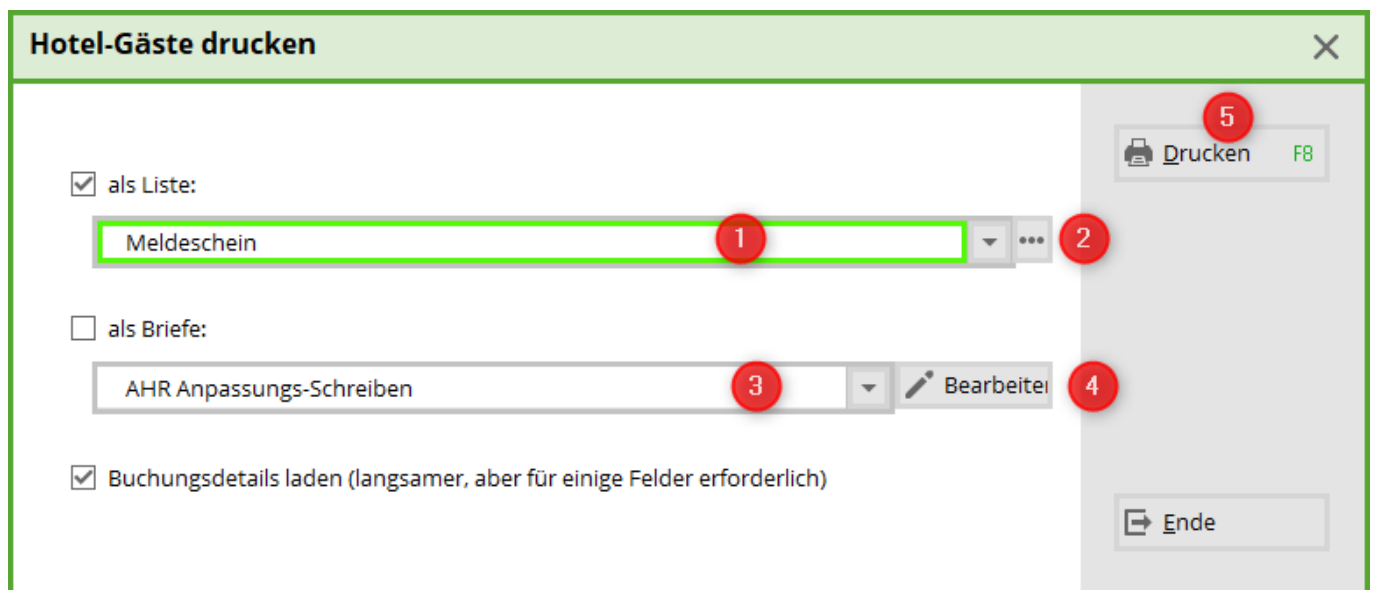 Hotel-Gäste drucken
5
Drucken F8
als Liste:
Meldeschein 1 ••• 2
als Briefe:
AHR Anpassungs-Schreiben 3 Bearbeiten 4
Buchungsdetails laden (langsamer, aber für einige Felder erforderlich)
Ende